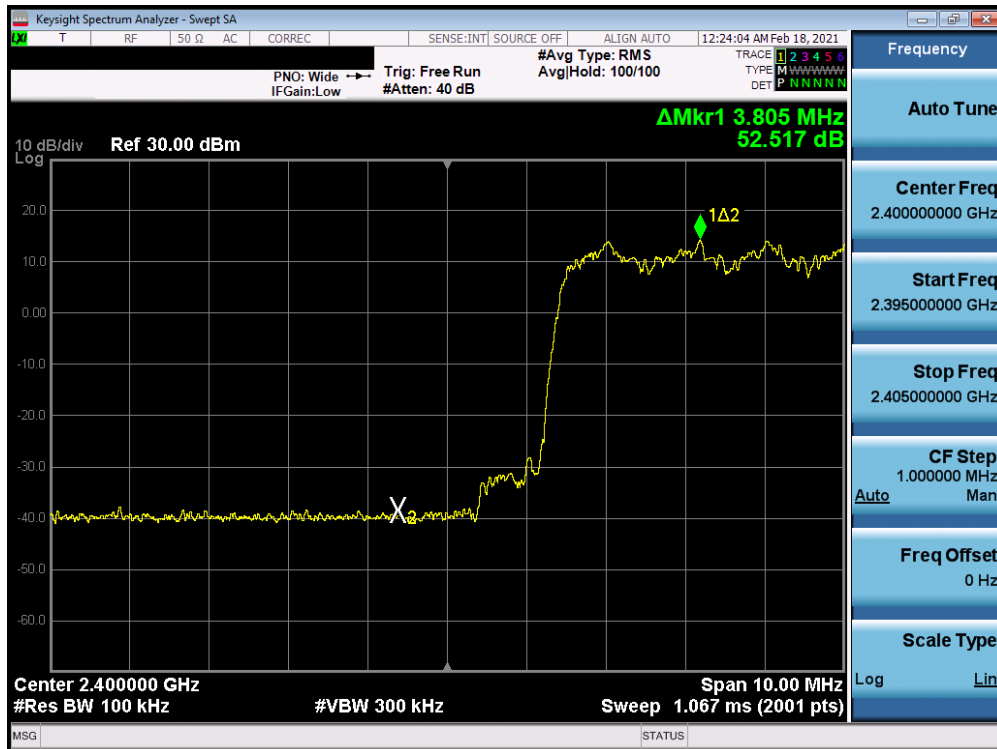 Keysight Spectrum Analyzer - Swept SA
LXI T RF 50 Ω AC CORREC SENSE:INT SOURCE OFF ALIGN AUTO 12:24:04 AM Feb 18, 2021
PNO: Wide
IFGain:Low
Trig: Free Run
#Atten: 40 dB
#Avg Type: RMS
Avg|Hold: 100/100
TRACE 1 2 3 4 5 6
TYPE M WWWWW
DET P N N N N N
ΔMkr1 3.805 MHz
52.517 dB
10 dB/div
Log
Ref 30.00 dBm
20.0
10.0
0.00
-10.0
-20.0
-30.0
-40.0
-50.0
-60.0
1Δ2
X2
Center 2.400000 GHz
#Res BW 100 kHz
#VBW 300 kHz
Span 10.00 MHz
Sweep 1.067 ms (2001 pts)
MSG
STATUS
Frequency
Auto Tune
Center Freq
2.400000000 GHz
Start Freq
2.395000000 GHz
Stop Freq
2.405000000 GHz
CF Step
1.000000 MHz
Auto Man
Freq Offset
0 Hz
Scale Type
Log Lin